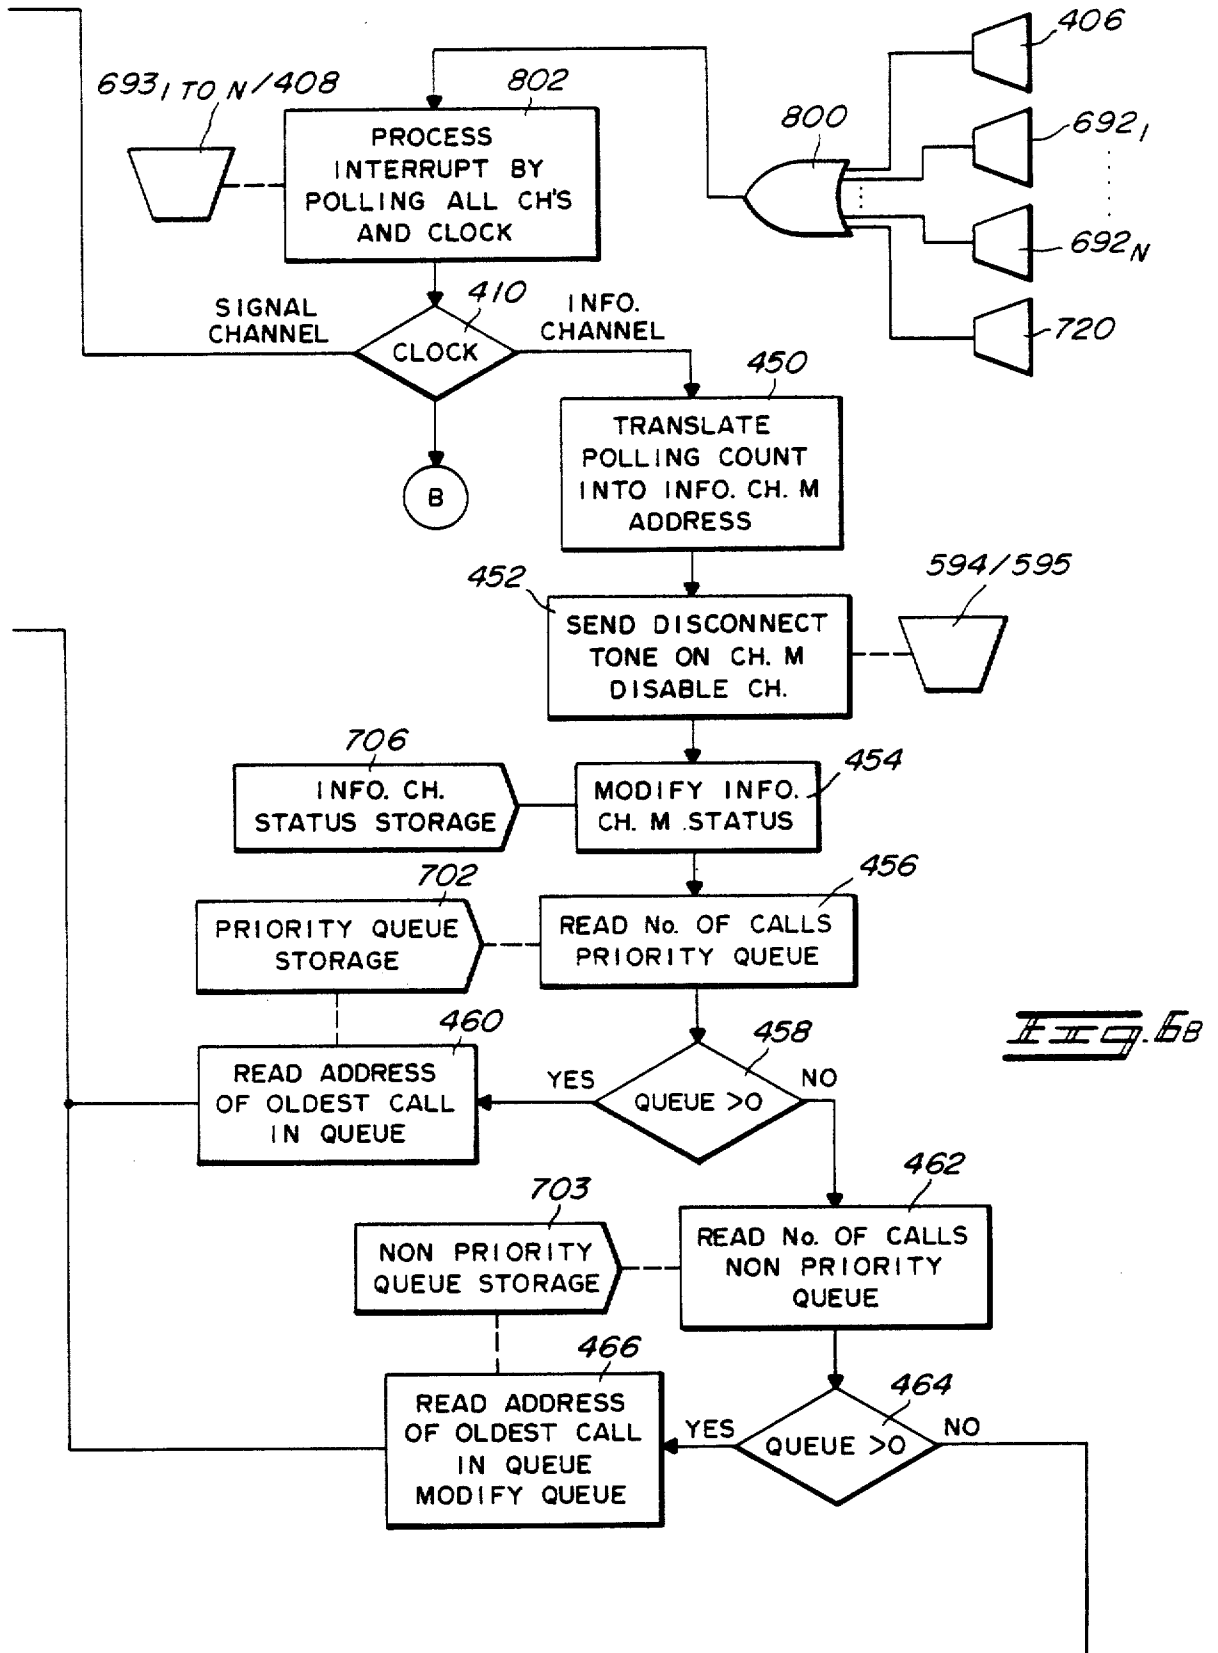 406
693 1 TO N/408
802
800
692 1
PROCESS
INTERRUPT BY
POLLING ALL CH'S
AND CLOCK
692 N
SIGNAL
CHANNEL
410
INFO.
CHANNEL
720
CLOCK
450
TRANSLATE
POLLING COUNT
INTO INFO. CH. M
ADDRESS
B
452
594/595
SEND DISCONNECT
TONE ON CH. M
DISABLE CH.
706
454
INFO. CH.
STATUS STORAGE
MODIFY INFO.
CH. M .STATUS
702
456
PRIORITY QUEUE
STORAGE
READ No. OF CALLS
PRIORITY QUEUE
460
458
Fig. 6B
READ ADDRESS
OF OLDEST CALL
IN QUEUE
YES
QUEUE >0
NO
462
703
READ No. OF CALLS
NON PRIORITY
QUEUE
NON PRIORITY
QUEUE STORAGE
466
464
READ ADDRESS
OF OLDEST CALL
IN QUEUE
MODIFY QUEUE
YES
QUEUE >0
NO